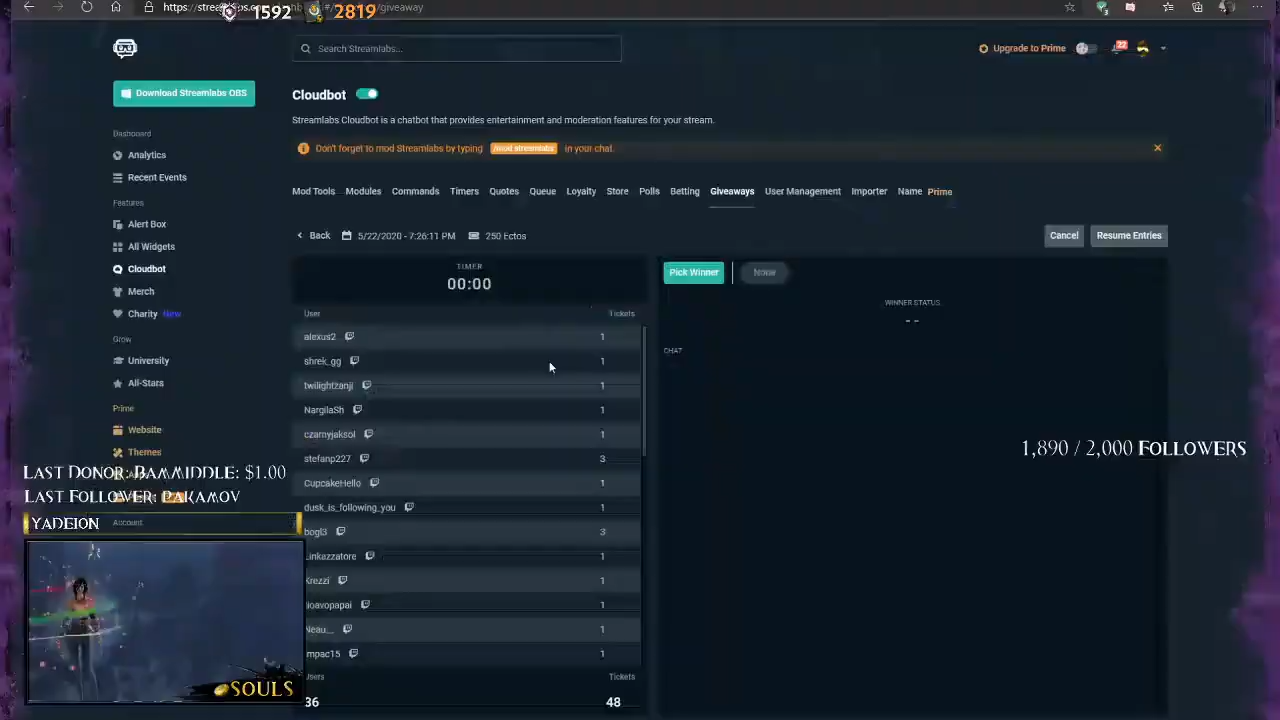 giveaway
1592
2819
Search Streamlabs...
Upgrade to Prime
22
Download Streamlabs OBS
Cloudbot
Streamlabs Cloudbot is a chatbot that provides entertainment and moderation features for your stream.
Dashboard
Don't forget to mod Streamlabs by typing /mod streamlabs in your chat.
Analytics
Recent Events
Mod Tools Modules Commands Timers Quotes Queue Loyalty Store Polls Betting Giveaways User Management Importer Name Prime
Features
Alert Box
All Widgets
Cloudbot
Merch
Charity New
Grow
University
All-Stars
Prime
Website
Themes
Back 5/22/2020 - 7:26:11 PM 250 Ectos
Cancel
Resume Entries
TIMER
00:00
Pick Winner
None
WINNER STATUS
--
CHAT
User Tickets
alexus2 1
shrek_gg 1
twilightzanji 1
NargilaSh 1
czarnyjaksol 1
stefanp227 3
CupcakeHello 1
dusk_is_following_you 1
bogl3 3
Linkazzatore 1
Krezzi 1
Neau__ 1
mpac15 1
Users Tickets
36 48
1,890 / 2,000 Followers
Last Donor: Bammiddle: $1.00
Last Follower: pakamov
Yadeion
Account
Souls